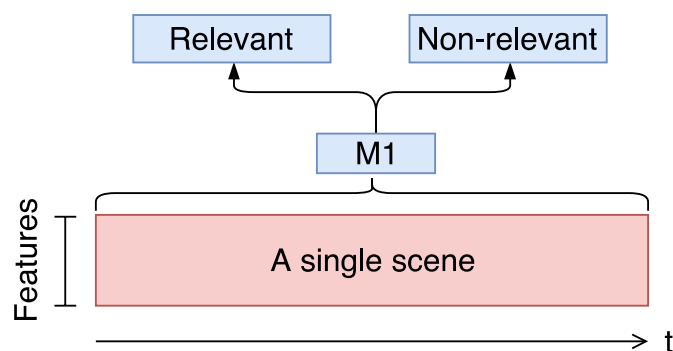 Relevant
Non-relevant
M1
Features
A single scene
t